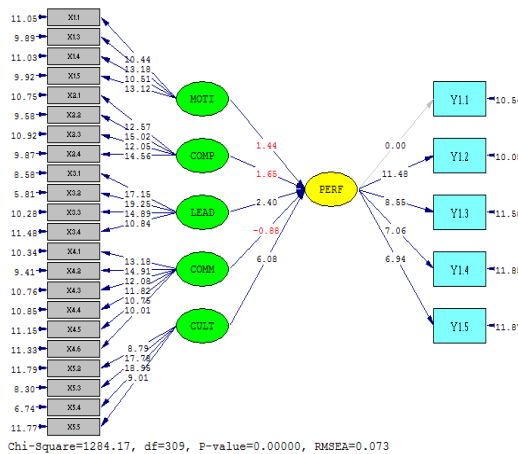 11.05 X1.1
9.89 X1.3
11.03 X1.4
9.92 X1.5
10.75 X2.1
9.58 X2.2
10.92 X2.3
9.87 X2.4
8.58 X3.1
5.81 X3.2
10.28 X3.3
11.48 X3.4
10.34 X4.1
9.41 X4.2
10.76 X4.3
10.85 X4.4
11.15 X4.5
11.33 X4.6
11.79 X5.2
8.30 X5.3
6.74 X5.4
11.77 X5.5
10.44
13.18
10.51
13.12
12.57
15.02
12.05
14.56
17.15
19.25
14.89
10.84
13.18
14.91
12.08
11.82
10.75
10.01
8.79
17.78
18.95
9.01
MOTI
COMP
LEAD
COMM
CULT
1.44
1.65
2.40
-0.88
6.08
PERF
0.00
11.48
8.55
7.06
6.94
Y1.1
Y1.2
Y1.3
Y1.4
Y1.5
Chi-Square=1284.17, df=309, P-value=0.00000, RMSEA=0.073